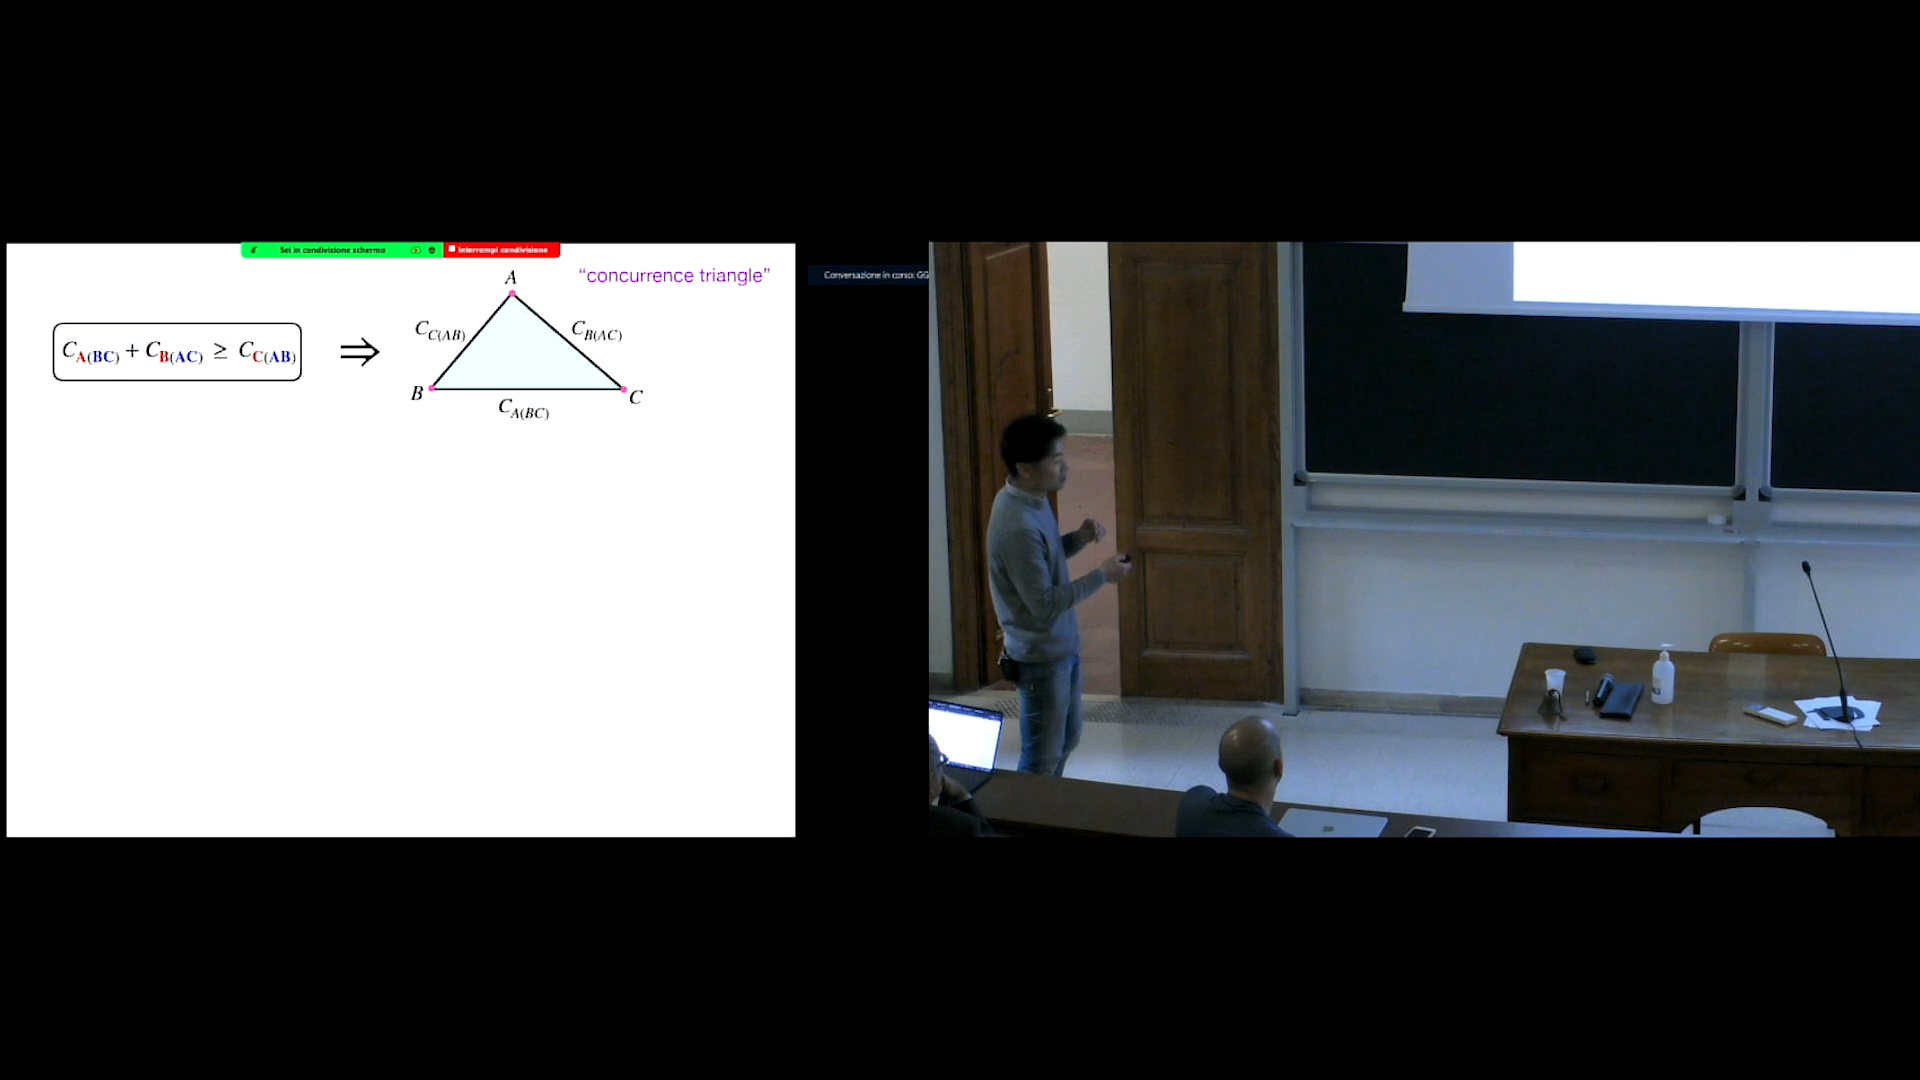 Sei in condivisione schermo
Interrompi condivisione
"concurrence triangle"
A
C_{C(AB)}
C_{B(AC)}
C_{A(BC)} + C_{B(AC)} ≥ C_{C(AB)}
⇒
B
C
C_{A(BC)}
Conversazione in corso: GG